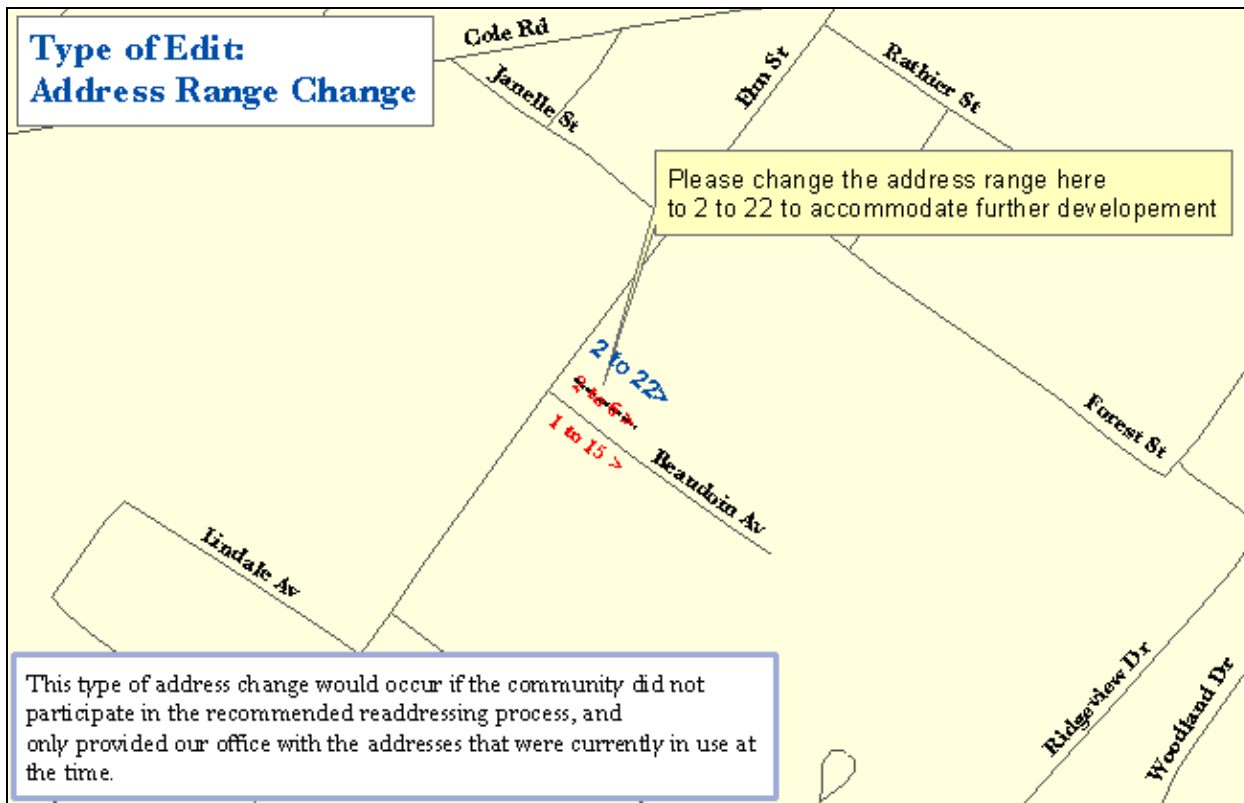 Type of Edit:
Address Range Change
Cole Rd
Janelle St
Elm St
Rathier St
Please change the address range here
to 2 to 22 to accommodate further developement
2 to 22>
2 to 6 >
1 to 15 >
Beaudoin Av
Forest St
Lindale Av
Ridgeview Dr
Woodland Dr
This type of address change would occur if the community did not
participate in the recommended readdressing process, and
only provided our office with the addresses that were currently in use at
the time.